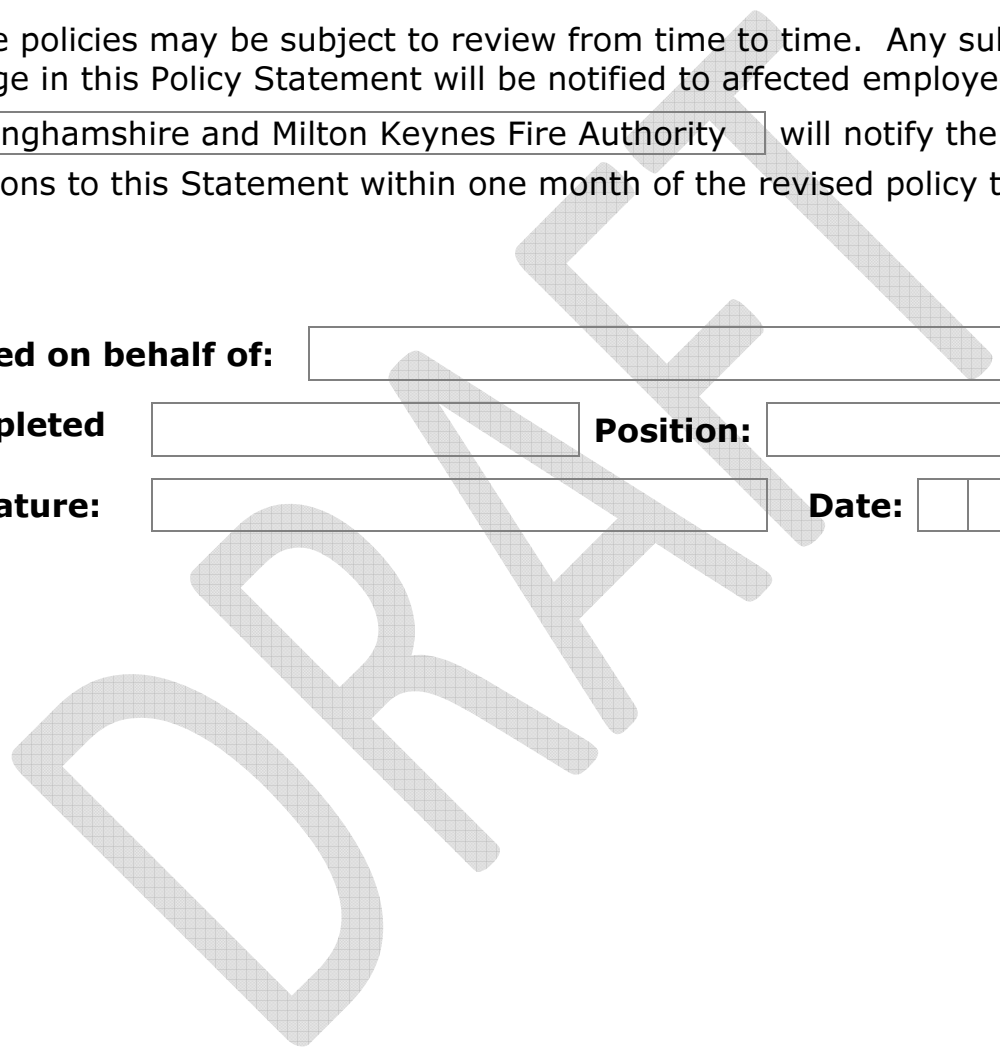 e policies may be subject to review from time to time. Any sub
ge in this Policy Statement will be notified to affected employe
nghamshire and Milton Keynes Fire Authority will notify the
ons to this Statement within one month of the revised policy t
ed on behalf of:
pleted
Position:
ature:
Date:
DRAFT